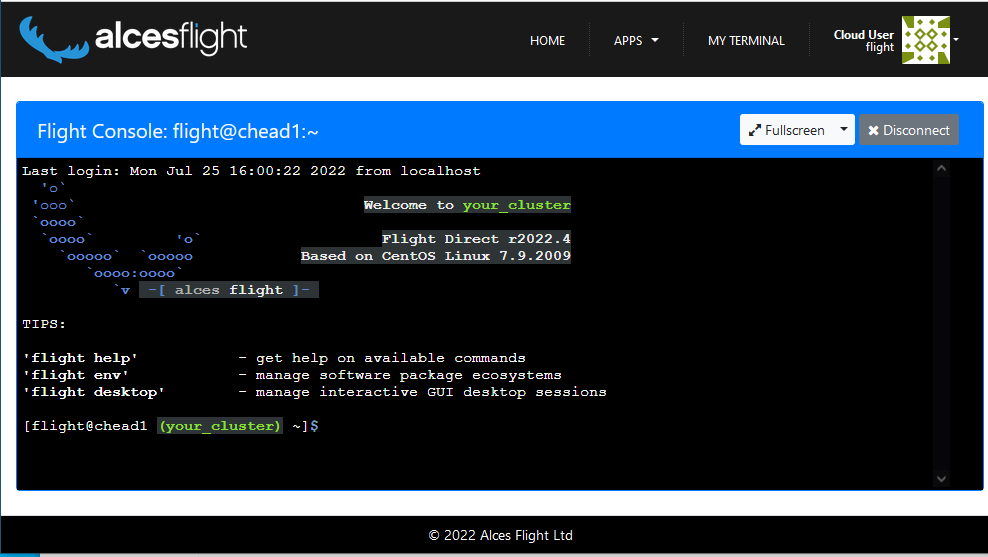 alcesflight
HOME
APPS
MY TERMINAL
Cloud User
flight
Flight Console: flight@chead1:~
Fullscreen
Disconnect
Last login: Mon Jul 25 16:00:22 2022 from localhost
'o`
'ooo` Welcome to your_cluster
`oooo`
`oooo` 'o` Flight Direct r2022.4
`ooooo` `ooooo Based on CentOS Linux 7.9.2009
`oooo:oooo`
`v -[ alces flight ]-
TIPS:
'flight help' - get help on available commands
'flight env' - manage software package ecosystems
'flight desktop' - manage interactive GUI desktop sessions
[flight@chead1 (your_cluster) ~]$
© 2022 Alces Flight Ltd